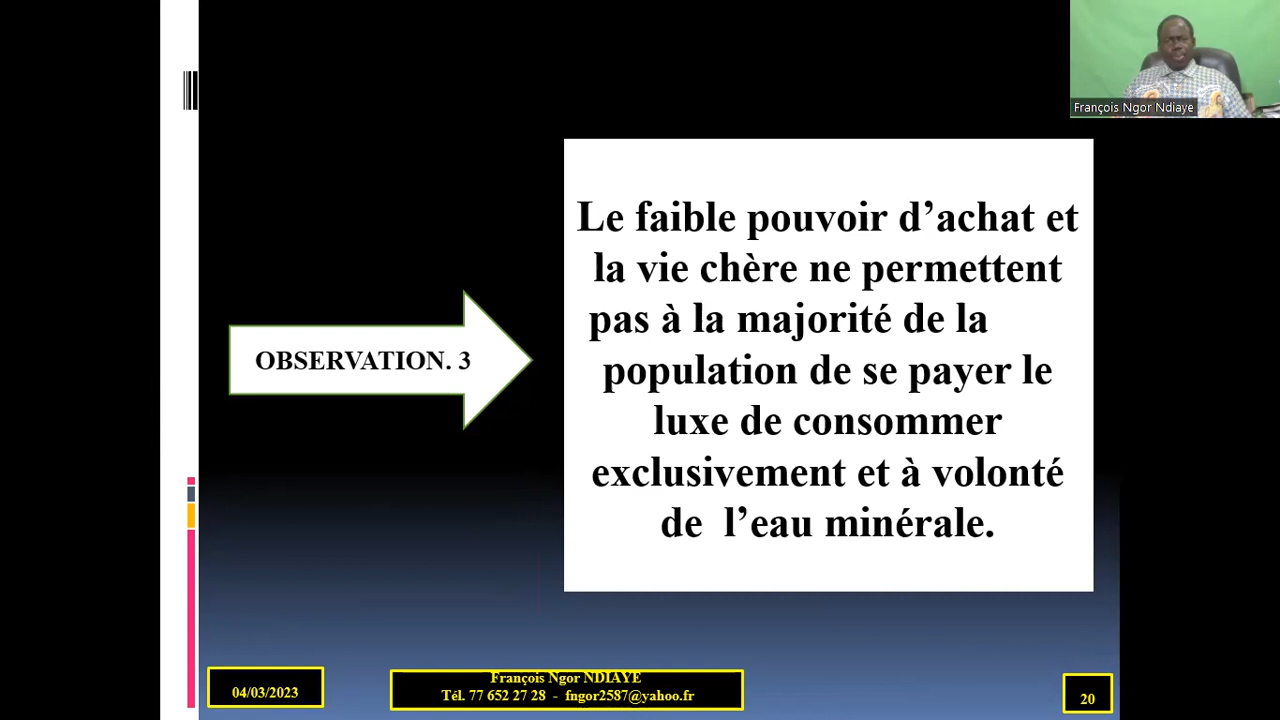 François Ngor Ndiaye
OBSERVATION. 3
Le faible pouvoir d’achat et
la vie chère ne permettent
pas à la majorité de la
population de se payer le
luxe de consommer
exclusivement et à volonté
de l’eau minérale.
04/03/2023
François Ngor NDIAYE
Tél. 77 652 27 28 - fngor2587@yahoo.fr
20